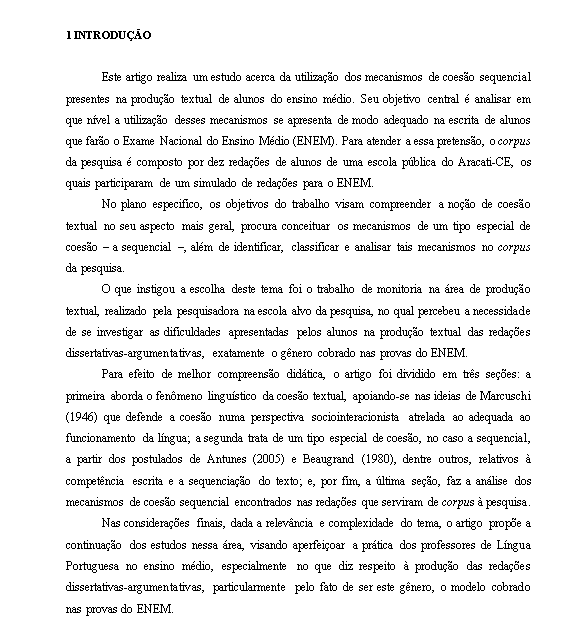 1 INTRODUÇÃO
Este artigo realiza um estudo acerca da utilização dos mecanismos de coesão sequencial
presentes na produção textual de alunos do ensino médio. Seu objetivo central é analisar em
que nível a utilização desses mecanismos se apresenta de modo adequado na escrita de alunos
que farão o Exame Nacional do Ensino Médio (ENEM). Para atender a essa pretensão, o corpus
da pesquisa é composto por dez redações de alunos de uma escola pública do Aracati-CE, os
quais participaram de um simulado de redações para o ENEM.
No plano especifico, os objetivos do trabalho visam compreender a noção de coesão
textual no seu aspecto mais geral, procura conceituar os mecanismos de um tipo especial de
coesão – a sequencial –, além de identificar, classificar e analisar tais mecanismos no corpus
da pesquisa.
O que instigou a escolha deste tema foi o trabalho de monitoria na área de produção
textual, realizado pela pesquisadora na escola alvo da pesquisa, no qual percebeu a necessidade
de se investigar as dificuldades apresentadas pelos alunos na produção textual das redações
dissertativas-argumentativas, exatamente o gênero cobrado nas provas do ENEM.
Para efeito de melhor compreensão didática, o artigo foi dividido em três seções: a
primeira aborda o fenômeno linguístico da coesão textual, apoiando-se nas ideias de Marcuschi
(1946) que defende a coesão numa perspectiva sociointeracionista atrelada ao adequada ao
funcionamento da língua; a segunda trata de um tipo especial de coesão, no caso a sequencial,
a partir dos postulados de Antunes (2005) e Beaugrand (1980), dentre outros, relativos à
competência escrita e a sequenciação do texto; e, por fim, a última seção, faz a análise dos
mecanismos de coesão sequencial encontrados nas redações que serviram de corpus à pesquisa.
Nas considerações finais, dada a relevância e complexidade do tema, o artigo propõe a
continuação dos estudos nessa área, visando aperfeiçoar a prática dos professores de Língua
Portuguesa no ensino médio, especialmente no que diz respeito à produção das redações
dissertativas-argumentativas, particularmente pelo fato de ser este gênero, o modelo cobrado
nas provas do ENEM.